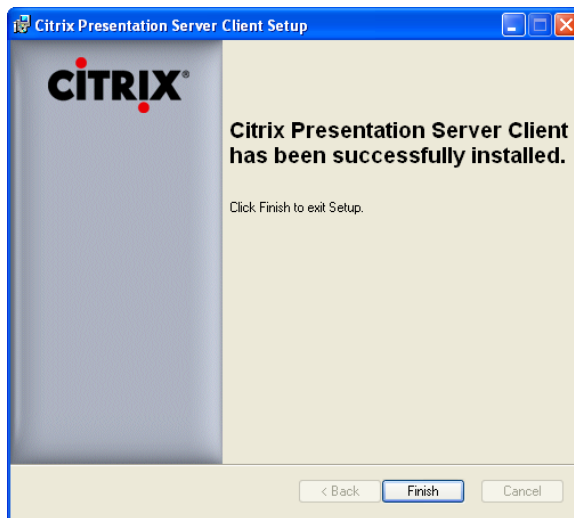 Citrix Presentation Server Client Setup
CITRIX®
Citrix Presentation Server Client
has been successfully installed.
Click Finish to exit Setup.
< Back
Finish
Cancel